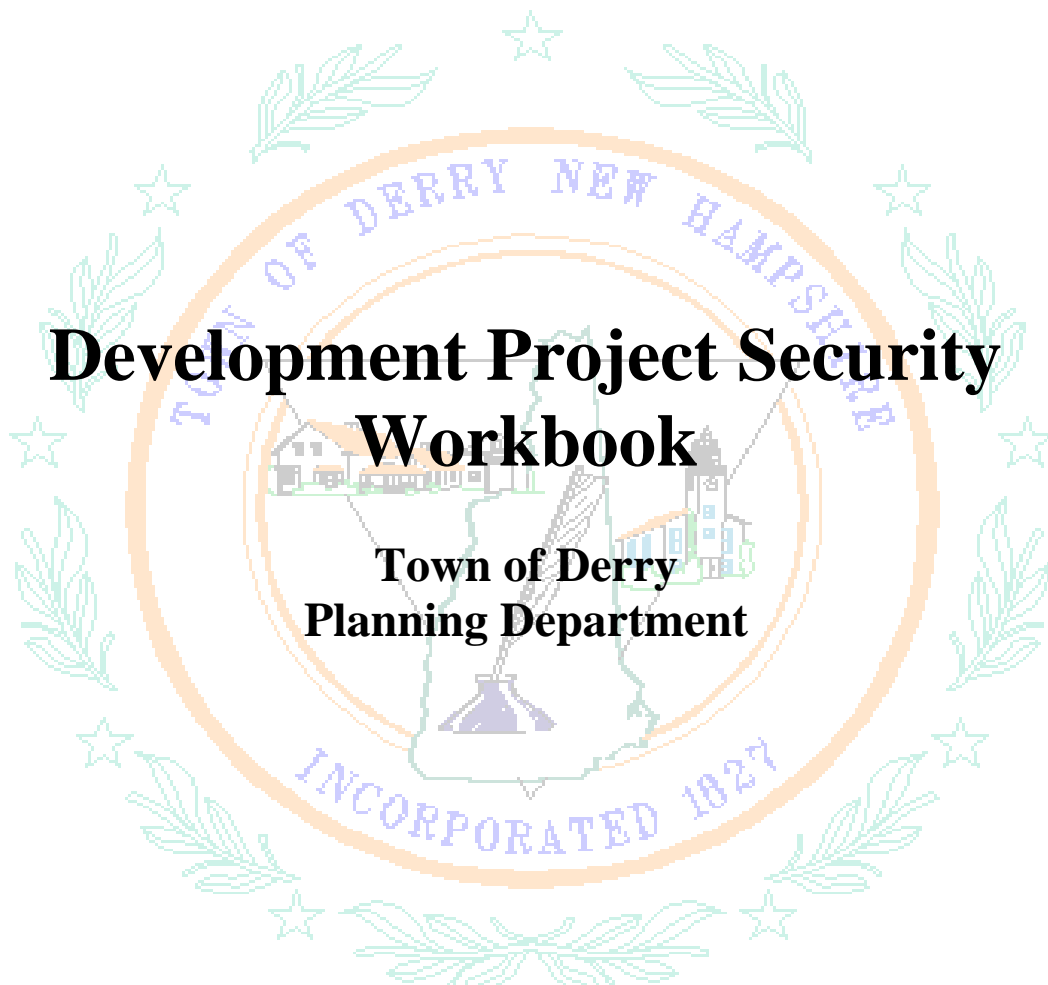 TOWN OF DERRY NEW HAMPSHIRE
Development Project Security
Workbook
Town of Derry
Planning Department
INCORPORATED 1827